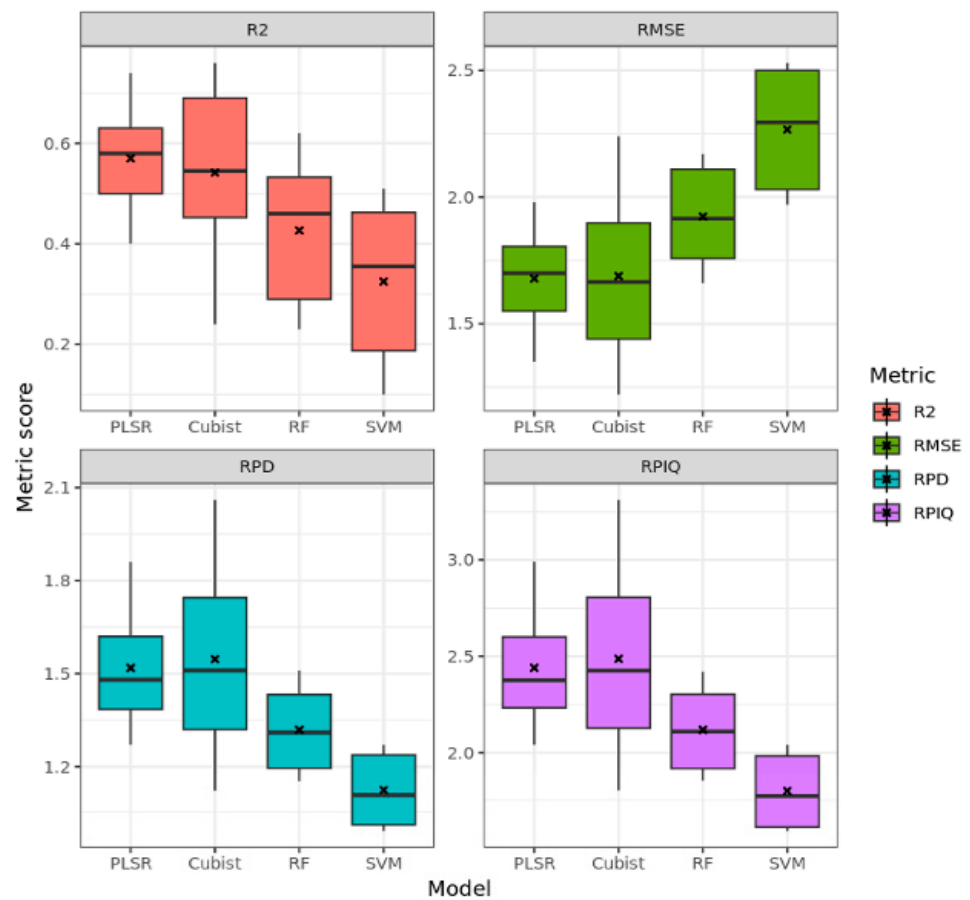 R2
RMSE
0.6
0.4
0.2
2.5
2.0
1.5
PLSR Cubist RF SVM
PLSR Cubist RF SVM
Metric score
RPD
RPIQ
2.1
1.8
1.5
1.2
3.0
2.5
2.0
PLSR Cubist RF SVM
PLSR Cubist RF SVM
Model
Metric
R2
RMSE
RPD
RPIQ